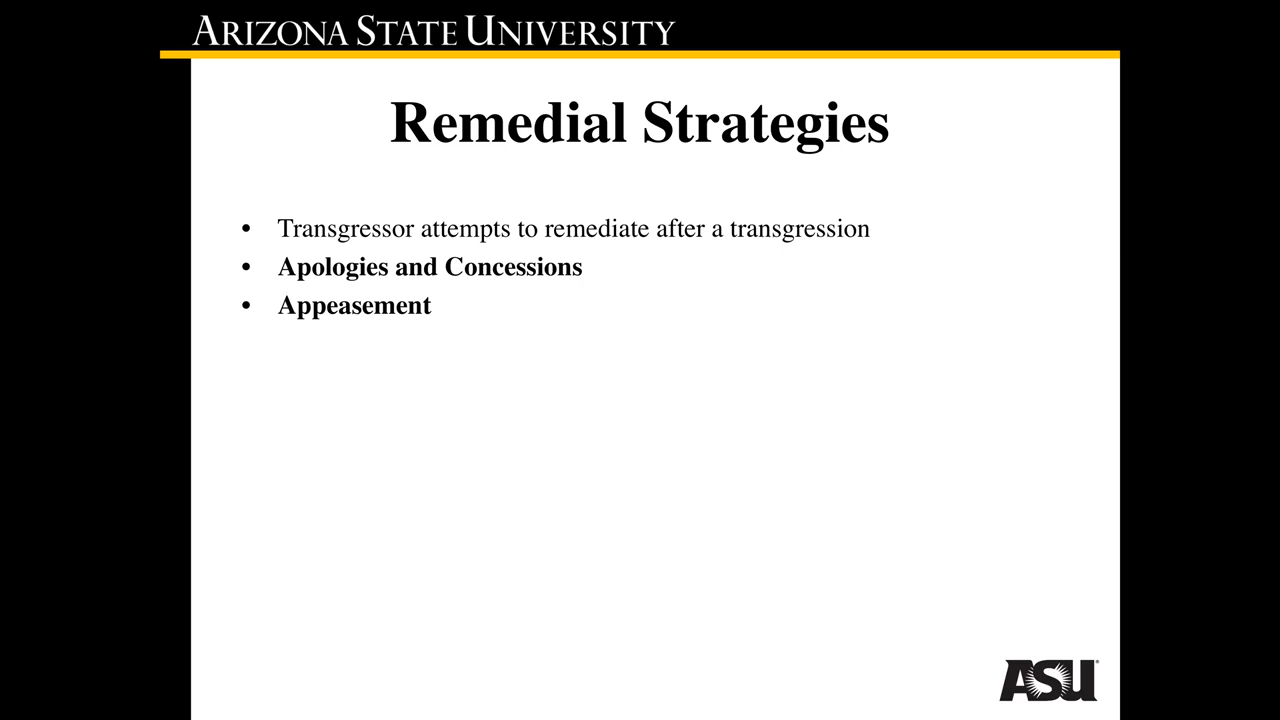 ARIZONA STATE UNIVERSITY
Remedial Strategies
• Transgressor attempts to remediate after a transgression
• Apologies and Concessions
• Appeasement
ASU